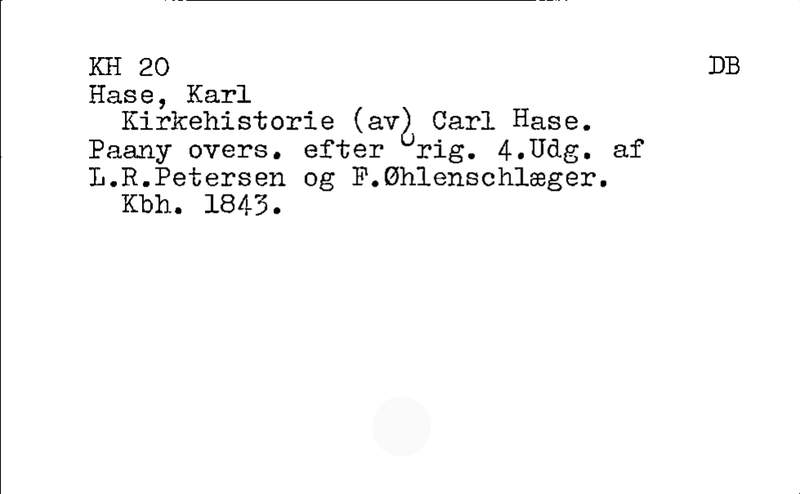 KH 20 DB
Hase, Karl
Kirkehistorie (av) Carl Hase.
Paany overs. efter Orig. 4.Udg. af
L.R.Petersen og F.Øhlenschlæger.
Kbh. 1843.